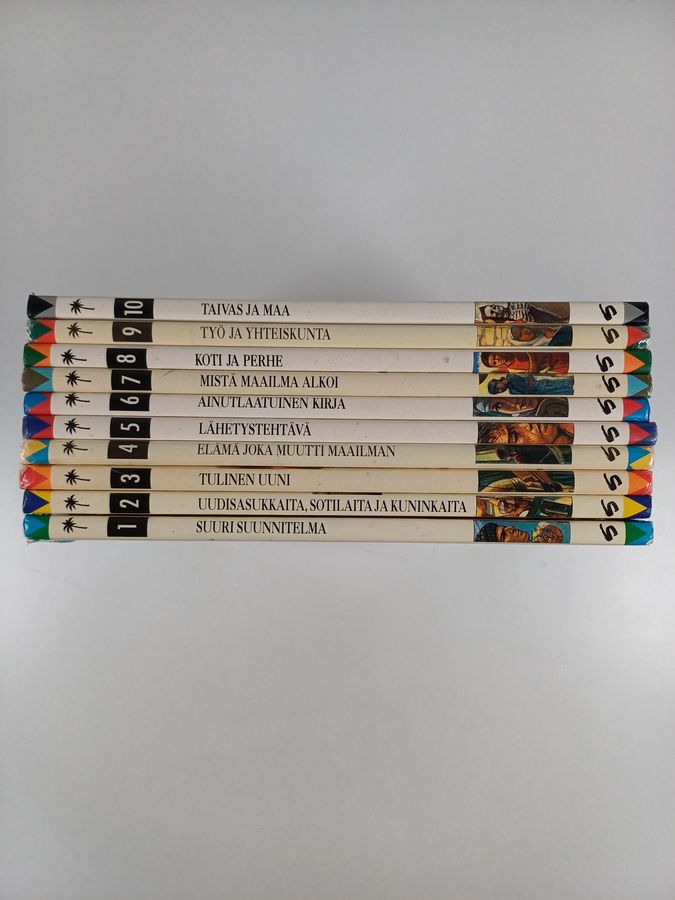 10 TAIVAS JA MAA S
9 TYÖ JA YHTEISKUNTA S
8 KOTI JA PERHE S
7 MISTÄ MAAILMA ALKOI S
6 AINUTLAATUINEN KIRJA S
5 LÄHETYSTEHTÄVÄ S
4 ELÄMÄ JOKA MUUTTI MAAILMAN S
3 TULINEN UUNI S
2 UUDISASUKKAITA, SOTILAITA JA KUNINKAITA S
1 SUURI SUUNNITELMA S